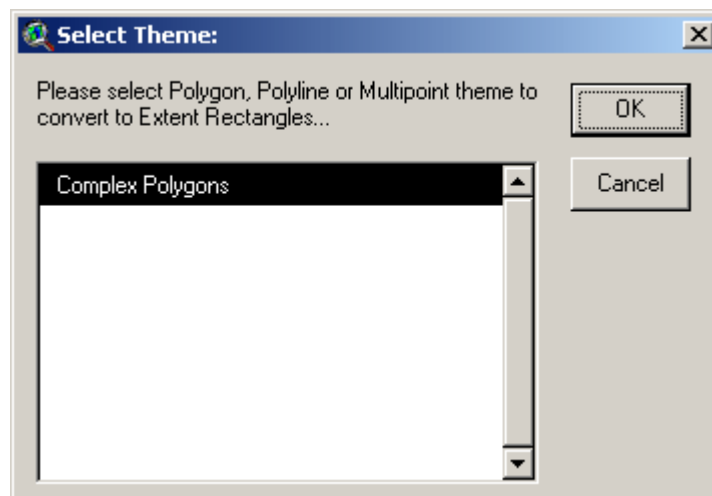 Select Theme:
Please select Polygon, Polyline or Multipoint theme to
convert to Extent Rectangles...
OK
Complex Polygons
Cancel